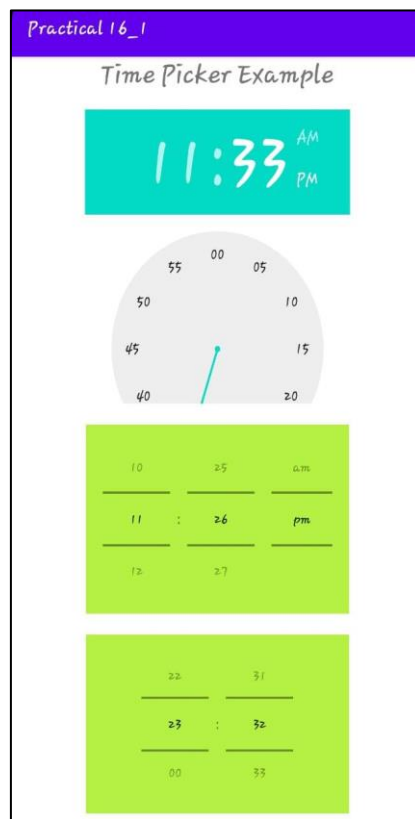 Practical 16_1
Time Picker Example
11:33 AM
PM
00
55 05
50 10
45 15
40 20
10 25 am
11 : 26 pm
12 27
22 31
23 : 32
00 33